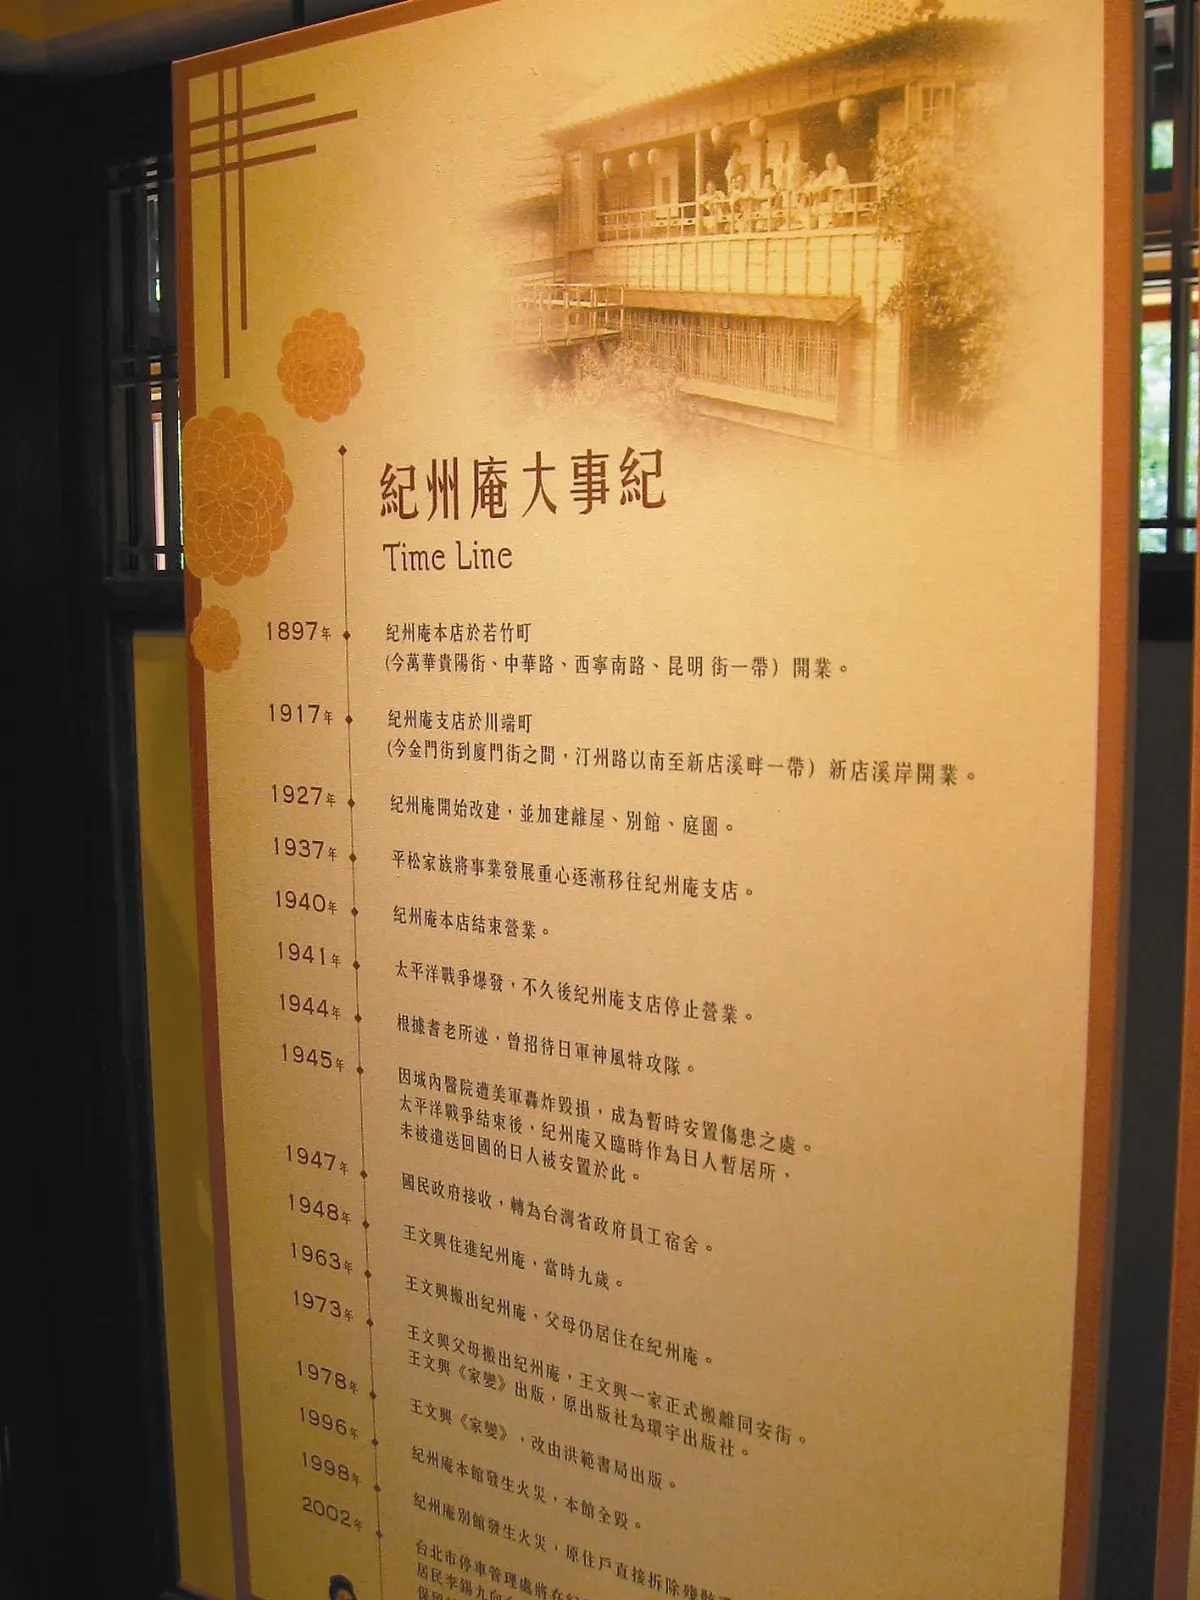 紀州庵大事紀
Time Line
1897年 紀州庵本店於若竹町
(今萬華貴陽街、中華路、西寧南路、昆明 街一帶) 開業。
1917年 紀州庵支店於川端町
(今金門街到廈門街之間，汀州路以南至新店溪畔一帶) 新店溪岸開業。
1927年 紀州庵開始改建，並加建離屋、別館、庭園。
1937年 平松家族將事業發展重心逐漸移往紀州庵支店。
1940年 紀州庵本店结束營業。
1941年 太平洋戰爭爆發，不久後紀州庵支店停止營業。
1944年 根據耆老所述，曾招待日軍神風特攻隊。
1945年 因城內醫院遭美軍轟炸毀損，成為暫時安置傷患之處。
太平洋戰爭结束後，紀州庵又臨時作為日人暫居所，
未被遣送回國的日人被安置於此。
1947年 國民政府接收，轉為台灣省政府員工宿舍。
1948年 王文興住進紀州庵，當時九歲。
1963年 王文興搬出紀州庵，父母仍居住在紀州庵。
1973年 王文興父母搬出紀州庵，王文興一家正式搬離同安街。
王文興《家變》出版，原出版社為環宇出版社。
1978年 王文興《家變》，改由洪範書局出版。
1996年 紀州庵本館發生火災，本館全毀。
1998年 紀州庵別館發生火災，原住戶直接拆除殘
2002年 台北市停車管理處將在紀
居民李錫九向
保